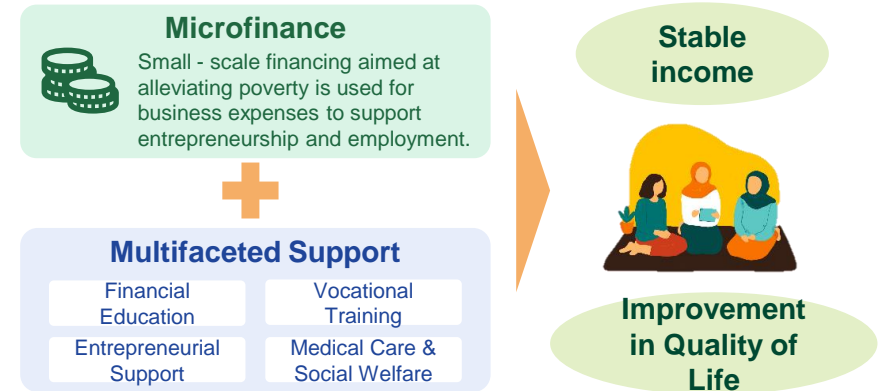 Microfinance
Small - scale financing aimed at
alleviating poverty is used for
business expenses to support
entrepreneurship and employment.
Multifaceted Support
Financial
Education
Vocational
Training
Entrepreneurial
Support
Medical Care &
Social Welfare
Stable
income
Improvement
in Quality of
Life